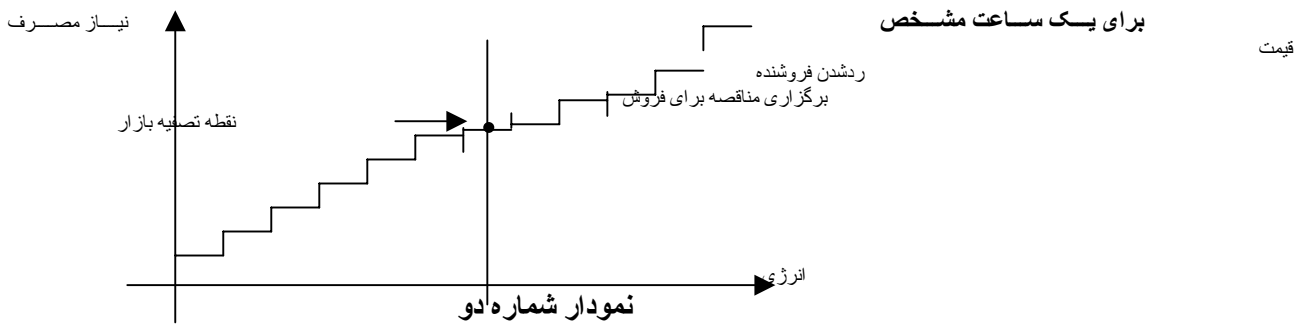 برای یک ساعت مشخص
نیاز مصرف
قیمت
ردشدن فروشنده
برگزاری مناقصه برای فروش
نقطه تصفیه بازار
انرژی
نمودار شماره دو